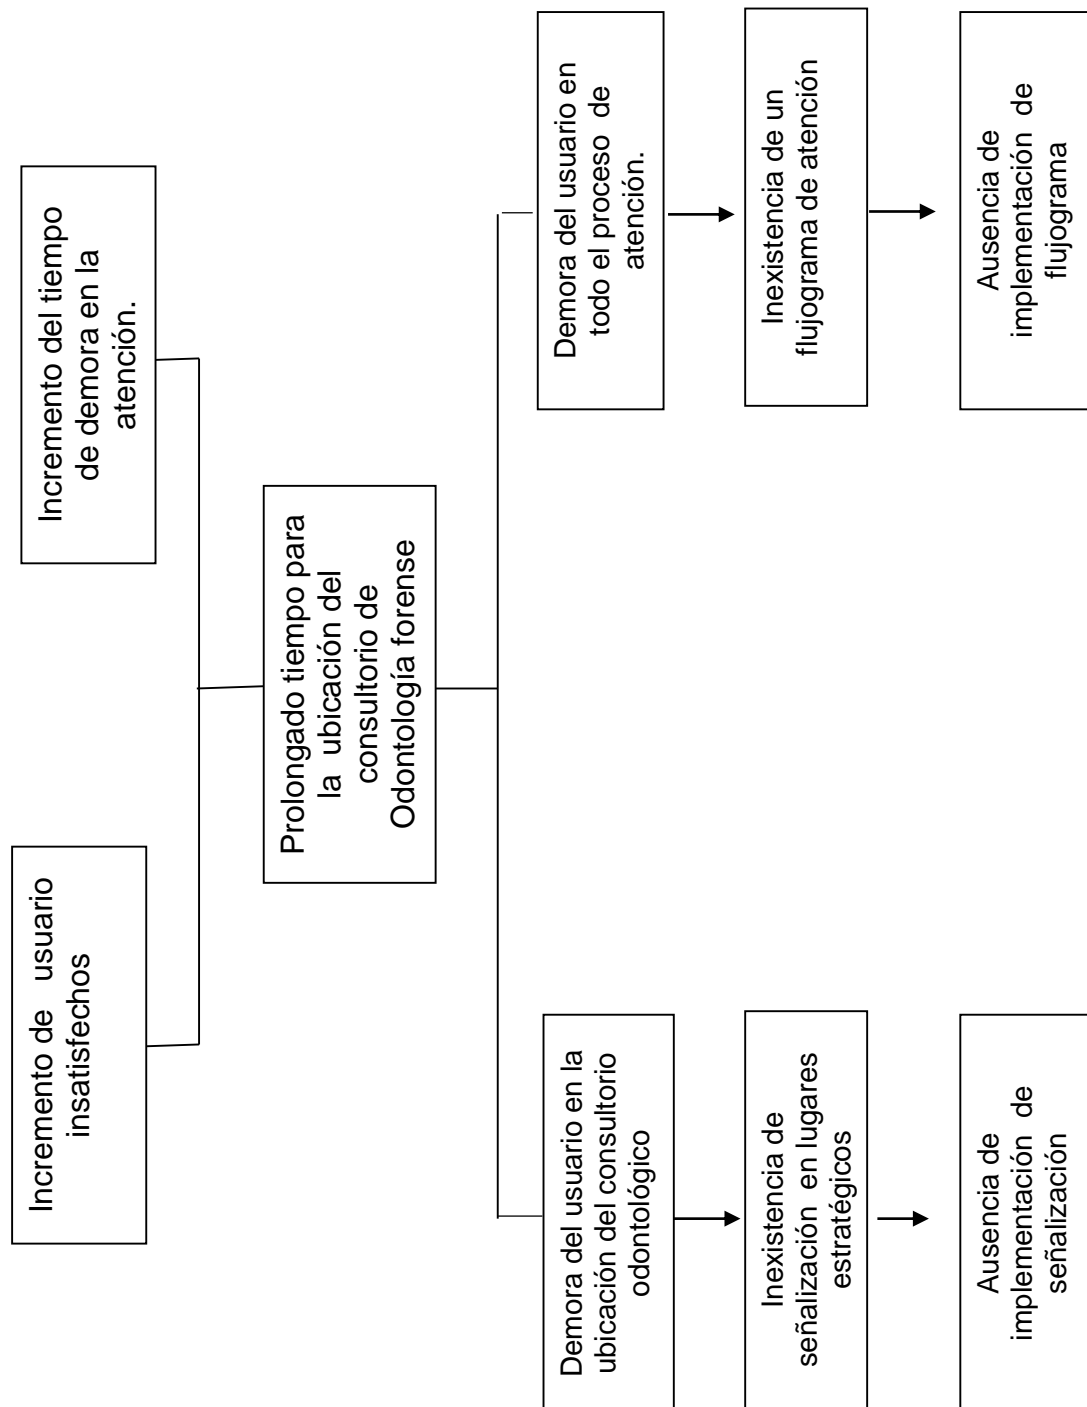 Incremento de usuario
insatisfechos
Incremento del tiempo
de demora en la
atención.
Prolongado tiempo para
la ubicación del
consultorio de
Odontología forense
Demora del usuario en la
ubicación del consultorio
odontológico
Demora del usuario en
todo el proceso de
atención.
Inexistencia de
señalización en lugares
estratégicos
Inexistencia de un
flujograma de atención
Ausencia de
implementación de
señalización
Ausencia de
implementación de
flujograma